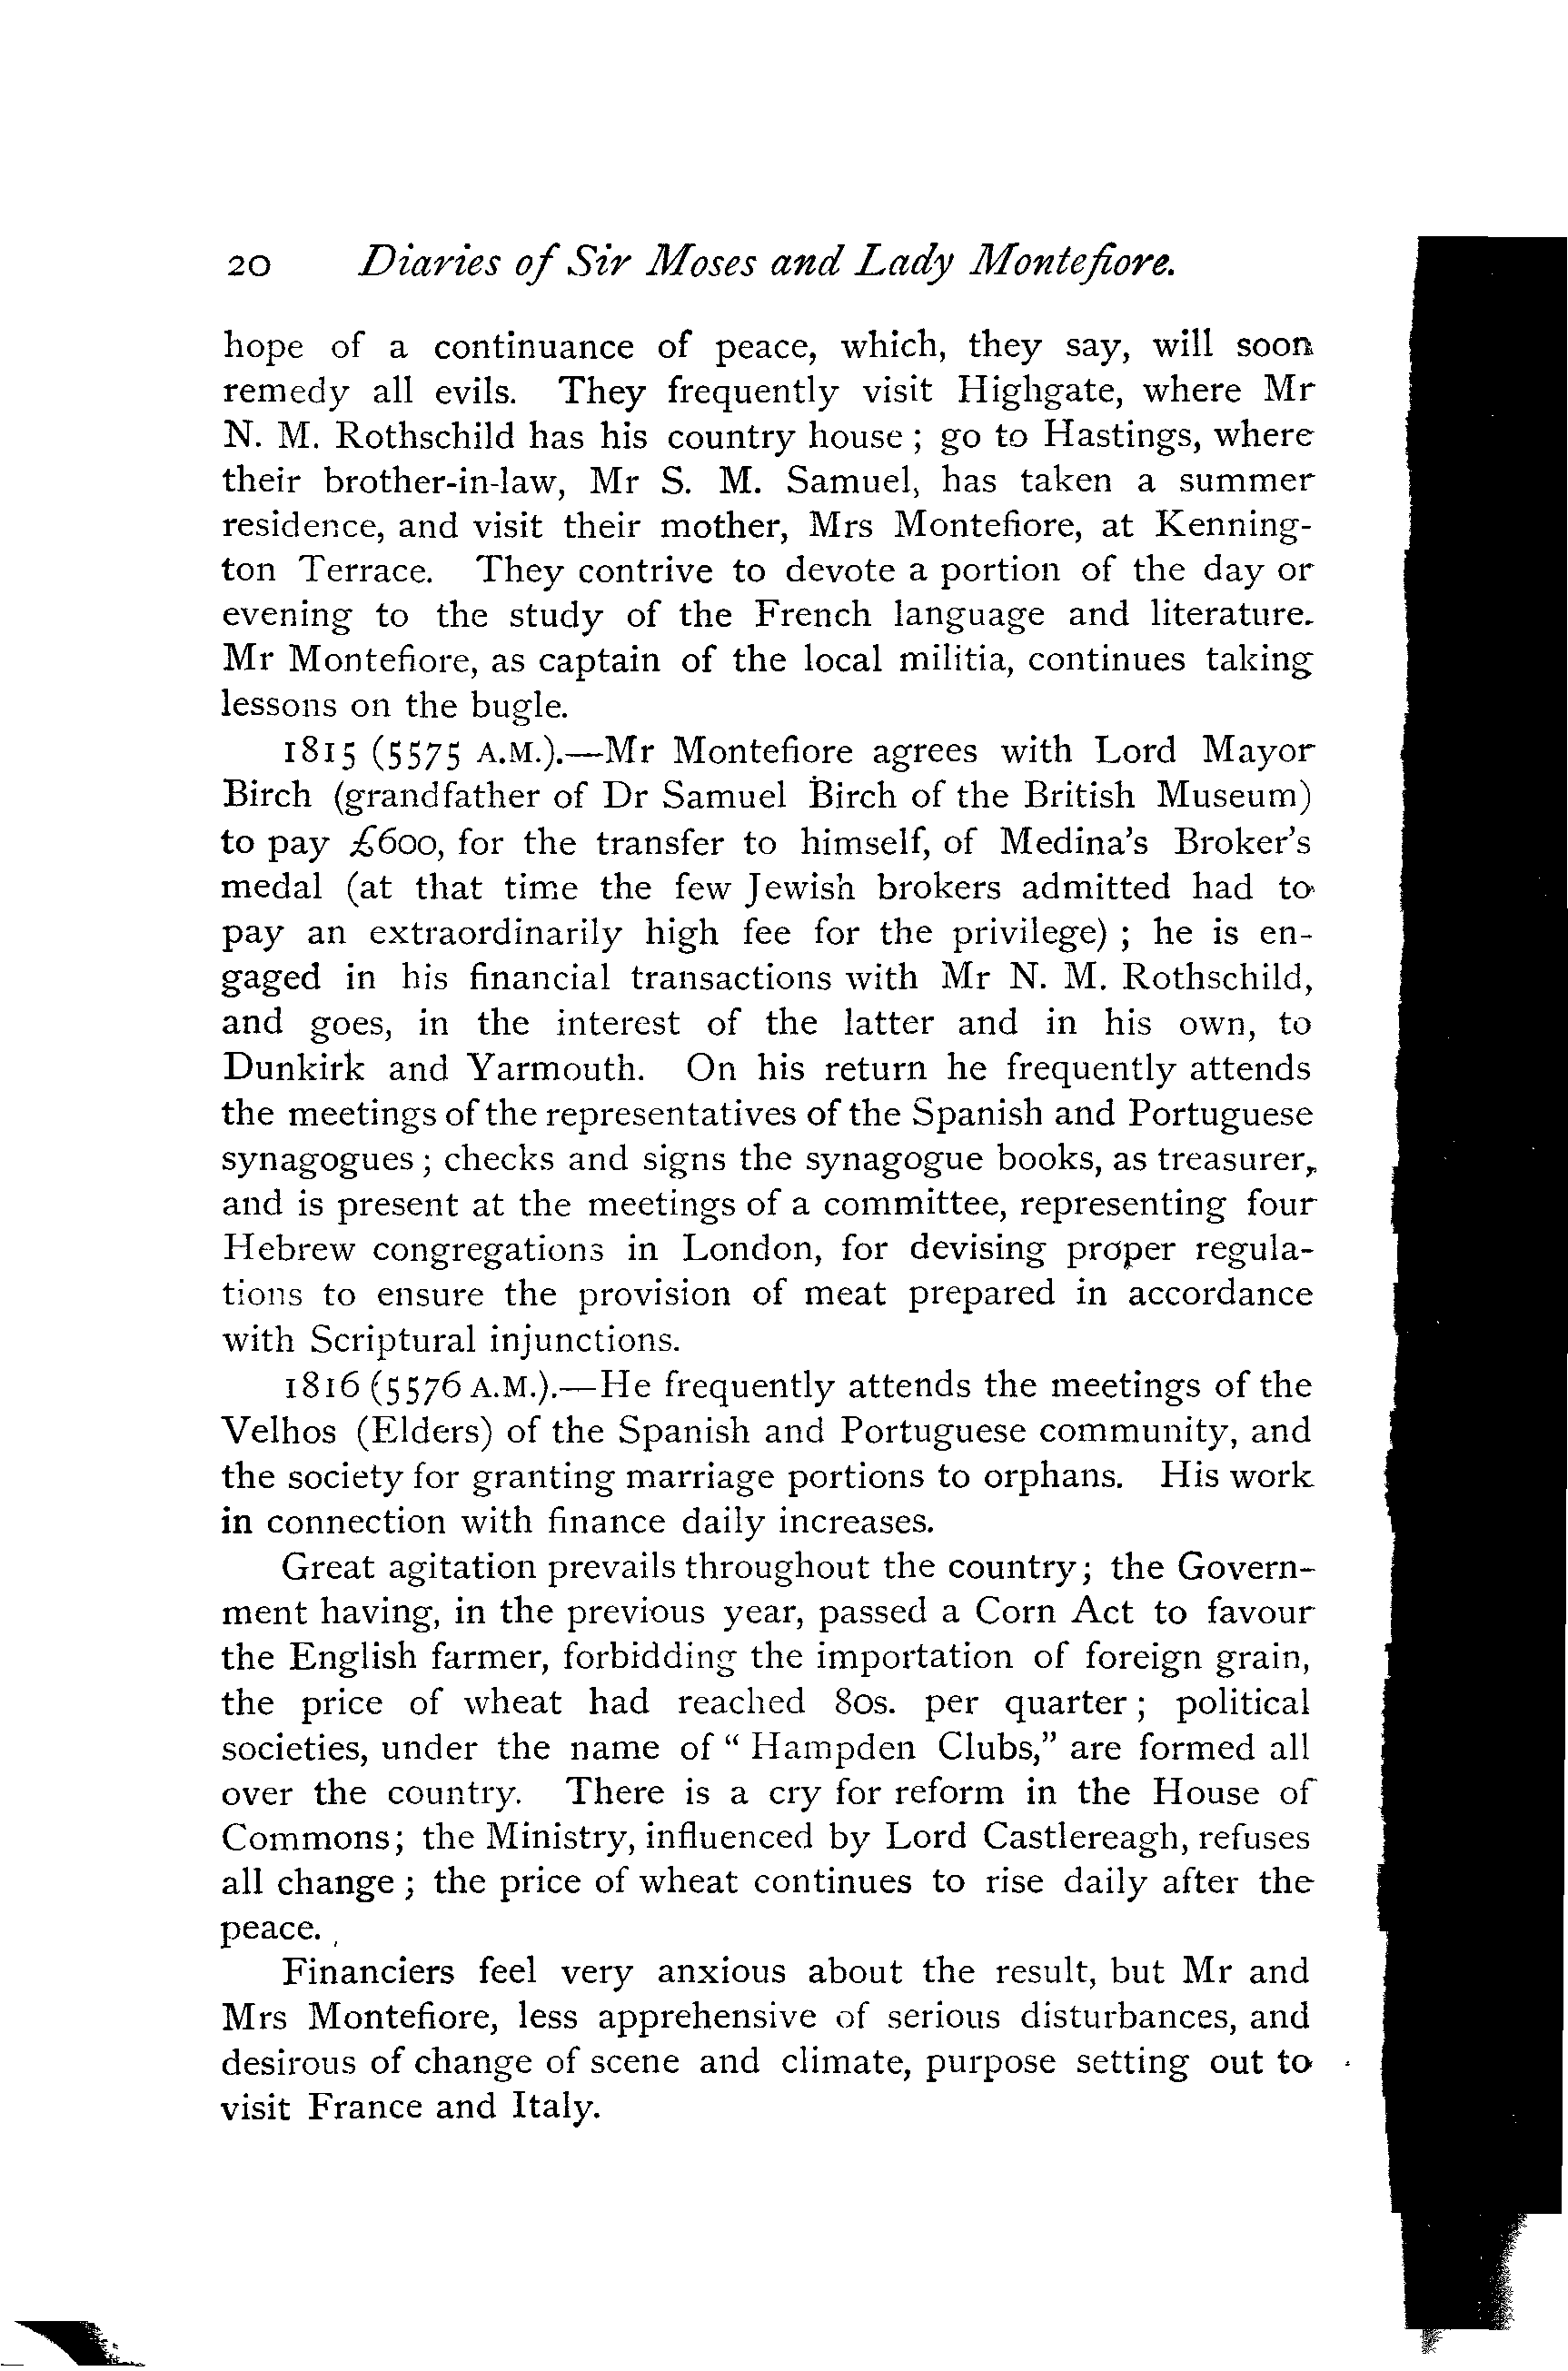 20 Diaries of Sir Moses and Lady Montefiore.
hope of a continuance of peace, which, they say, will soon
remedy all evils. They frequently visit Highgate, where Mr
N. M. Rothschild has his country house ; go to Hastings, where
their brother-in-law, Mr S. M. Samuel, has taken a summer
residence, and visit their mother, Mrs Montefiore, at Kenning-
ton Terrace. They contrive to devote a portion of the day or
evening to the study of the French language and literature.
Mr Montefiore, as captain of the local militia, continues taking
lessons on the bugle.
1815 (5575 A.M.).—Mr Montefiore agrees with Lord Mayor
Birch (grandfather of Dr Samuel Birch of the British Museum)
to pay £600, for the transfer to himself, of Medina's Broker's
medal (at that time the few Jewish brokers admitted had to
pay an extraordinarily high fee for the privilege) ; he is en-
gaged in his financial transactions with Mr N. M. Rothschild,
and goes, in the interest of the latter and in his own, to
Dunkirk and Yarmouth. On his return he frequently attends
the meetings of the representatives of the Spanish and Portuguese
synagogues ; checks and signs the synagogue books, as treasurer,
and is present at the meetings of a committee, representing four
Hebrew congregations in London, for devising proper regula-
tions to ensure the provision of meat prepared in accordance
with Scriptural injunctions.
1816 (5576 A.M.).—He frequently attends the meetings of the
Velhos (Elders) of the Spanish and Portuguese community, and
the society for granting marriage portions to orphans. His work
in connection with finance daily increases.
Great agitation prevails throughout the country ; the Govern-
ment having, in the previous year, passed a Corn Act to favour
the English farmer, forbidding the importation of foreign grain,
the price of wheat had reached 80s. per quarter ; political
societies, under the name of “ Hampden Clubs,” are formed all
over the country. There is a cry for reform in the House of
Commons ; the Ministry, influenced by Lord Castlereagh, refuses
all change ; the price of wheat continues to rise daily after the
peace.
Financiers feel very anxious about the result, but Mr and
Mrs Montefiore, less apprehensive of serious disturbances, and
desirous of change of scene and climate, purpose setting out to
visit France and Italy.